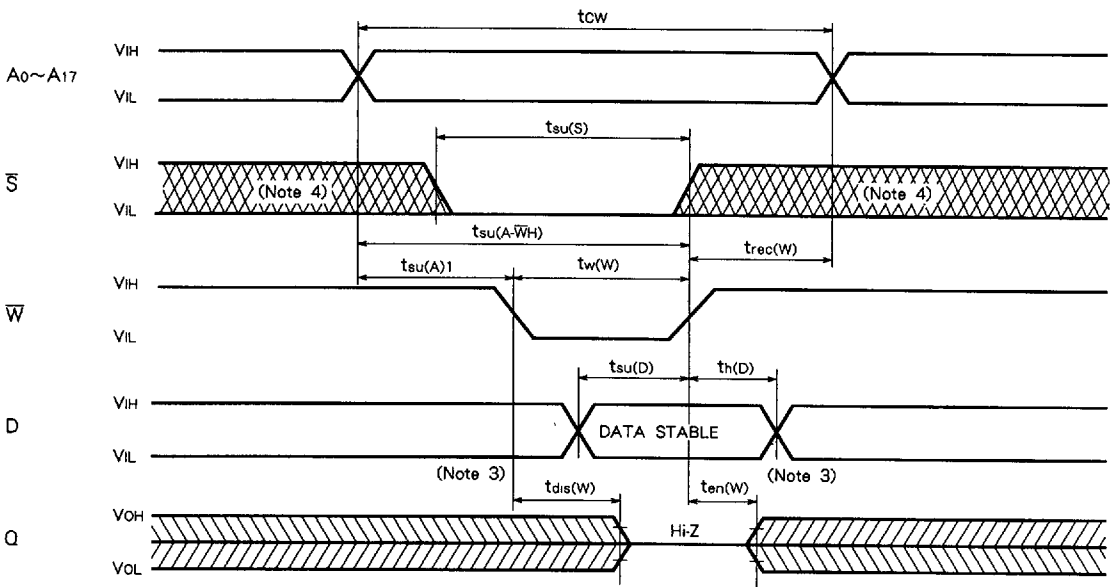 tCW
VIH
A0~A17
VIL
tsu(S)
VIH
S̅
(Note 4)
(Note 4)
VIL
tsu(A-W̅H)
trec(W)
tsu(A)1
tw(W)
VIH
W̅
VIL
tsu(D)
th(D)
VIH
D
DATA STABLE
VIL
(Note 3)
(Note 3)
tdis(W)
ten(W)
VOH
Q
Hi-Z
VOL